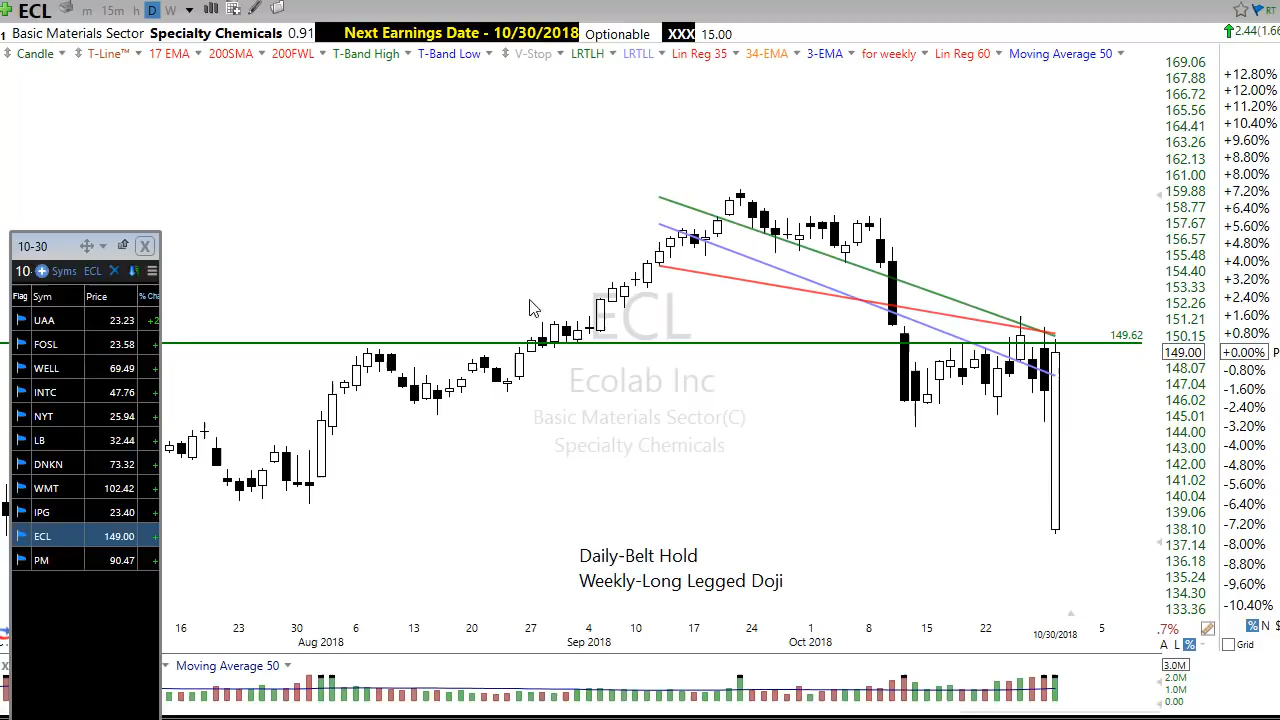 ECL m 15m h D W RT
1 Basic Materials Sector Specialty Chemicals 0.91 Next Earnings Date - 10/30/2018 Optionable XXX 15.00 2.44(1.66
Candle T-Line™ 17 EMA 200SMA 200FWL T-Band High T-Band Low V-Stop LRTLH LRTLL Lin Reg 35 34-EMA 3-EMA for weekly Lin Reg 60 Moving Average 50
169.06 +12.80%
167.88 +12.00%
166.72 +11.20%
165.56 +10.40%
164.41 +9.60%
163.26 +8.80%
162.13 +8.00%
161.00 +7.20%
159.88 +6.40%
158.77 +5.60%
157.67 +4.80%
156.57 +4.00%
155.48 +3.20%
154.40 +2.40%
153.33 +1.60%
152.26 +0.80%
151.21 +0.00% P
150.15 -0.80%
149.62
149.00 -1.60%
148.07 -2.40%
147.04 -3.20%
146.02 -4.00%
145.01 -4.80%
144.00 -5.60%
143.00 -6.40%
142.00 -7.20%
141.02 -8.00%
140.04 -8.80%
139.06 -9.60%
138.10 -10.40%
137.14
136.18
135.24
134.30
133.36
10-30 X
10- Syms ECL
Flag Sym Price % Cha
UAA 23.23 +2
FOSL 23.58 +
WELL 69.49 +
INTC 47.76 +
NYT 25.94 +
LB 32.44 +
DNKN 73.32 +
WMT 102.42 +
IPG 23.40 +
ECL 149.00 +
PM 90.47 +
ECL
Ecolab Inc
Basic Materials Sector(C)
Specialty Chemicals
Daily-Belt Hold
Weekly-Long Legged Doji
16 23 30 6 13 20 27 10 17 24 1 8 15 22 10/30/2018 5
Aug 2018 Sep 2018 Oct 2018
.7% % N $
A L % Grid
X Moving Average 50
3.0M
2.0M
1.0M
0.00